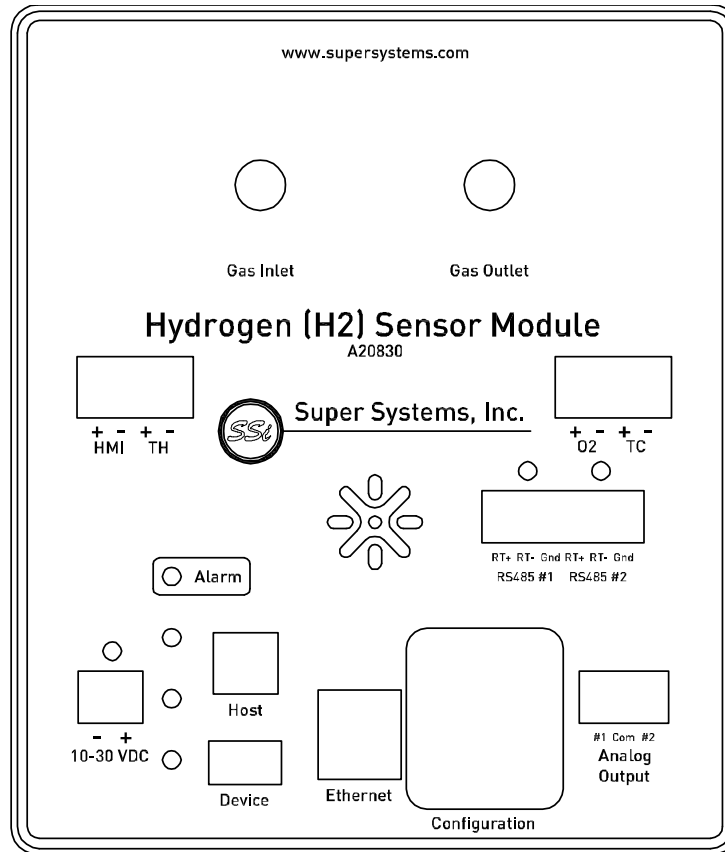 www.supersystems.com
Gas Inlet
Gas Outlet
Hydrogen (H2) Sensor Module
A20830
SSi
Super Systems, Inc.
+ - + -
HMI TH
+ - + -
O2 TC
RT+ RT- Gnd RT+ RT- Gnd
RS485 #1 RS485 #2
Alarm
Host
- +
10-30 VDC
Device
Ethernet
Configuration
#1 Com #2
Analog
Output